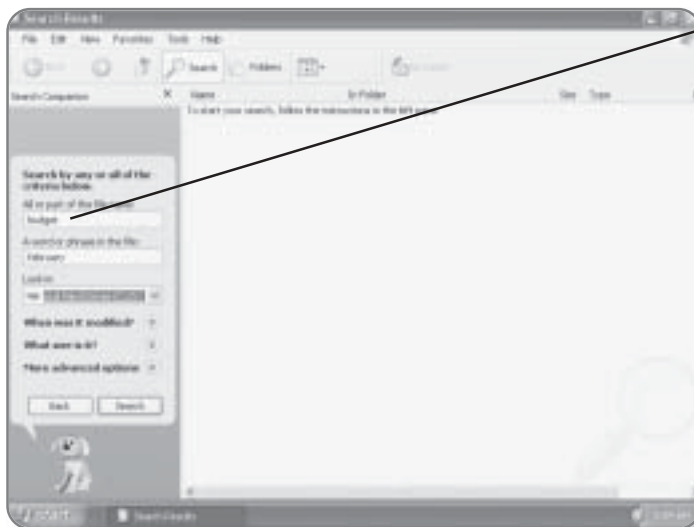 Search Results
File Edit View Favorites Tools Help
Back Search Folders
Search Companion
Name In Folder Size Type
To start your search, follow the instructions in the left pane.
Search by any or all of the
criteria below.
All or part of the file name:
budget
A word or phrase in the file:
February
Look in:
When was it modified?
What size is it?
More advanced options
Back Search
start Search Results